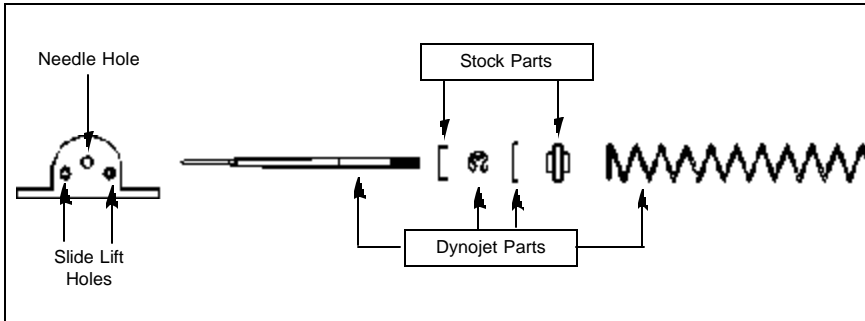 Needle Hole
Stock Parts
Slide Lift
Holes
Dynojet Parts